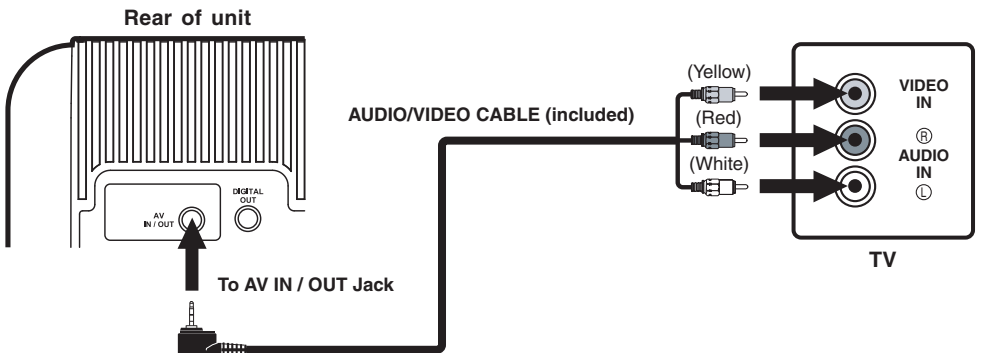 Rear of unit
(Yellow)
VIDEO
IN
AUDIO/VIDEO CABLE (included)
(Red)
Ⓡ
AUDIO
IN
(White)
Ⓛ
DIGITAL
OUT
AV
IN / OUT
TV
To AV IN / OUT Jack